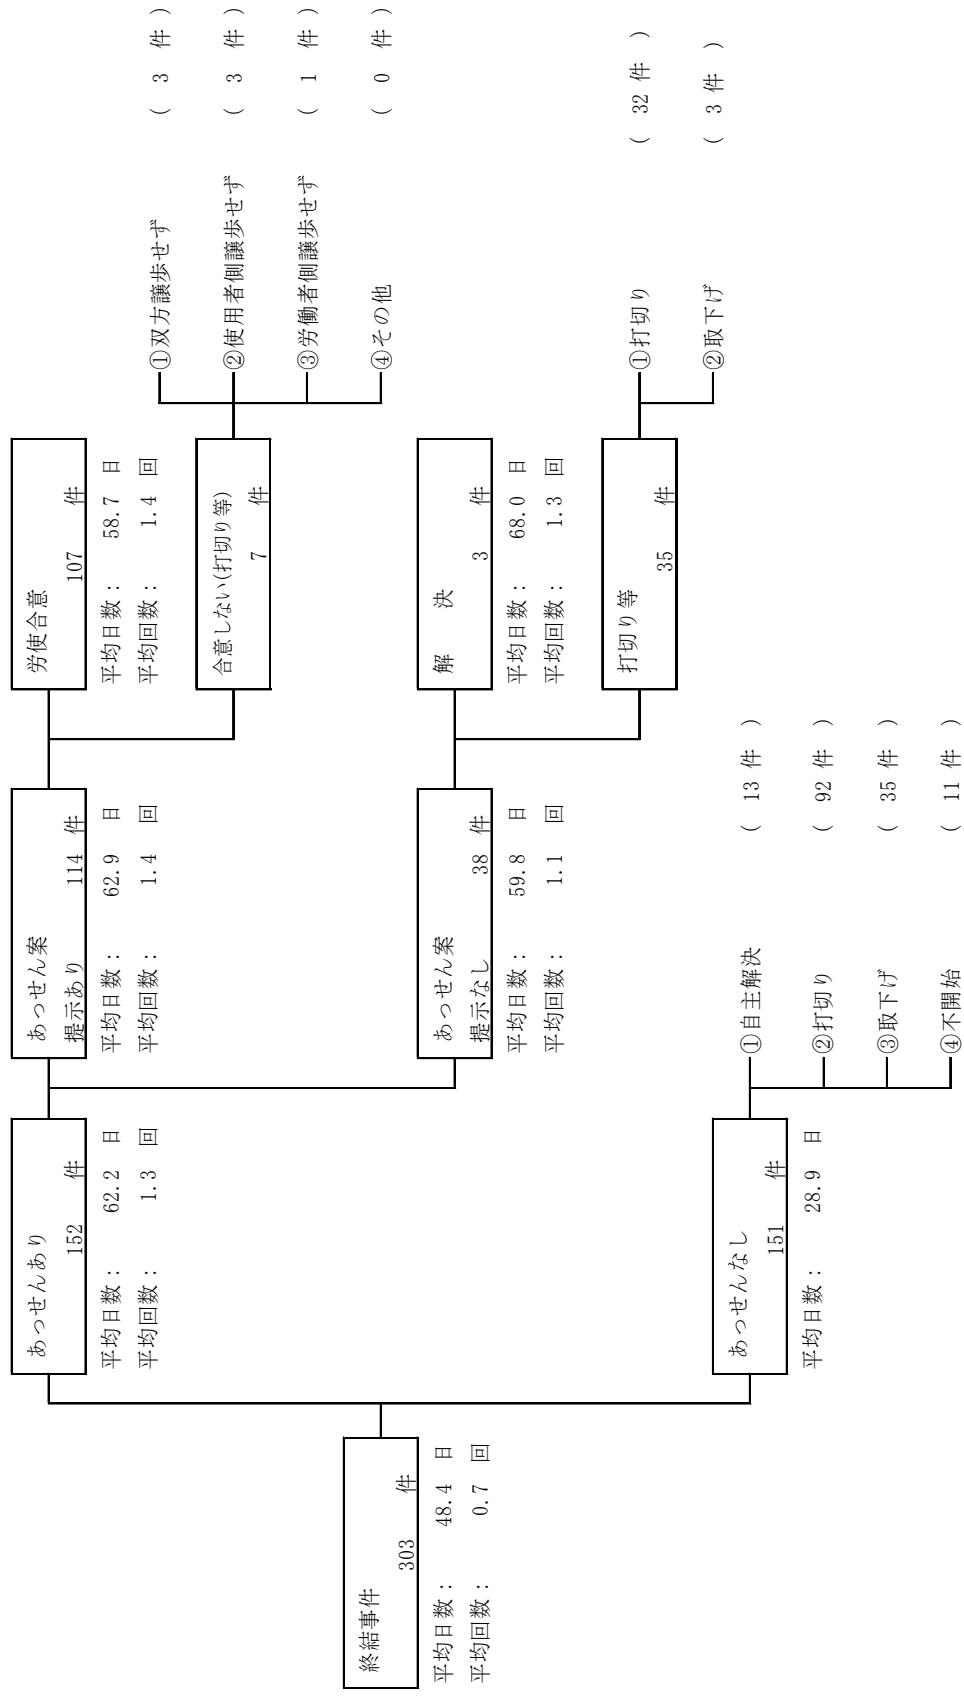 終結事件
303 件
平均日数： 48.4 日
平均回数： 0.7 回
あっせんあり
152 件
平均日数： 62.2 日
平均回数： 1.3 回
あっせん案
提示あり 114 件
平均日数： 62.9 日
平均回数： 1.4 回
労使合意
107 件
平均日数： 58.7 日
平均回数： 1.4 回
合意しない(打切り等)
7 件
①双方譲歩せず ( 3 件 )
②使用者側譲歩せず ( 3 件 )
③労働者側譲歩せず ( 1 件 )
④その他 ( 0 件 )
あっせん案
提示なし 38 件
平均日数： 59.8 日
平均回数： 1.1 回
解 決
3 件
平均日数： 68.0 日
平均回数： 1.3 回
打切り等
35 件
①打切り ( 32 件 )
②取下げ ( 3 件 )
あっせんなし
151 件
平均日数： 28.9 日
①自主解決 ( 13 件 )
②打切り ( 92 件 )
③取下げ ( 35 件 )
④不開始 ( 11 件 )